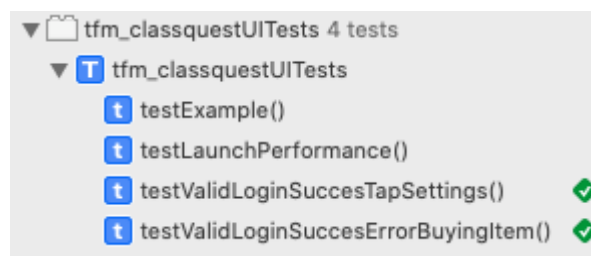 tfm_classquestUITests 4 tests
T tfm_classquestUITests
t testExample()
t testLaunchPerformance()
t testValidLoginSuccesTapSettings()
t testValidLoginSuccesErrorBuyingItem()